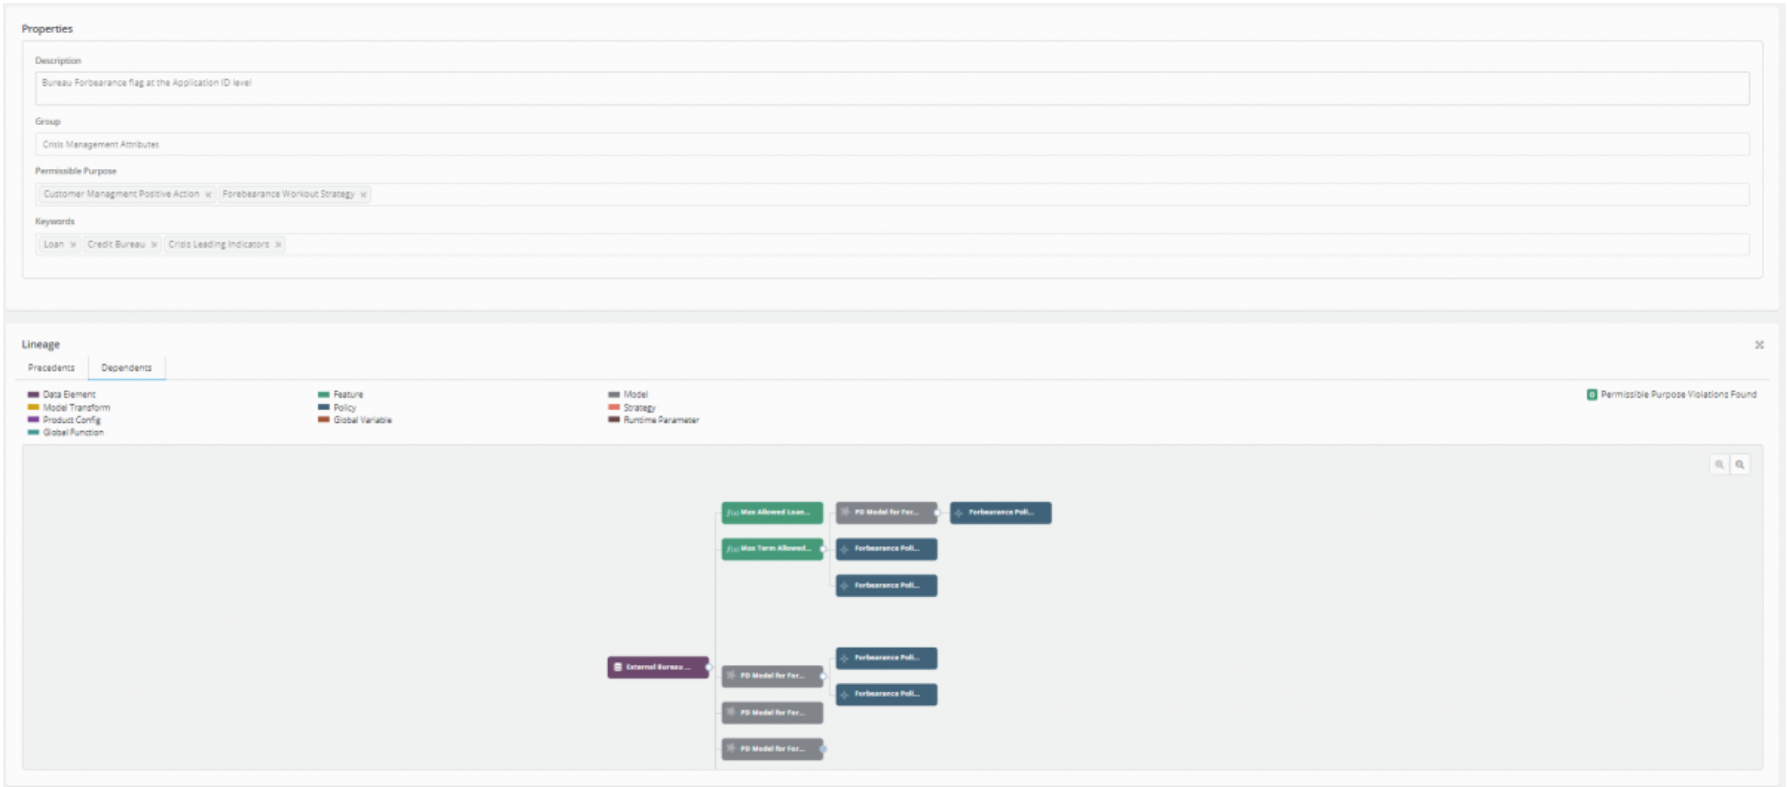 Properties
Description
Bureau Forbearance flag at the Application ID level
Group
Crisis Management Attributes
Permissible Purpose
Customer Managment Positive Action × Forebearance Workout Strategy ×
Keywords
Loan × Credit Bureau × Crisis Leading Indicators ×
Lineage
Precedents Dependents
Data Element Feature Model 0 Permissible Purpose Violations Found
Model Transform Policy Strategy
Product Config Global Variable Runtime Parameter
Global Function
f(x) Max Allowed Loan... PD Model for For... Forbearance Poli...
f(x) Max Term Allowed... Forbearance Poli...
Forbearance Poli...
Forbearance Poli...
External Bureau ... PD Model for For...
Forbearance Poli...
PD Model for For...
PD Model for For...